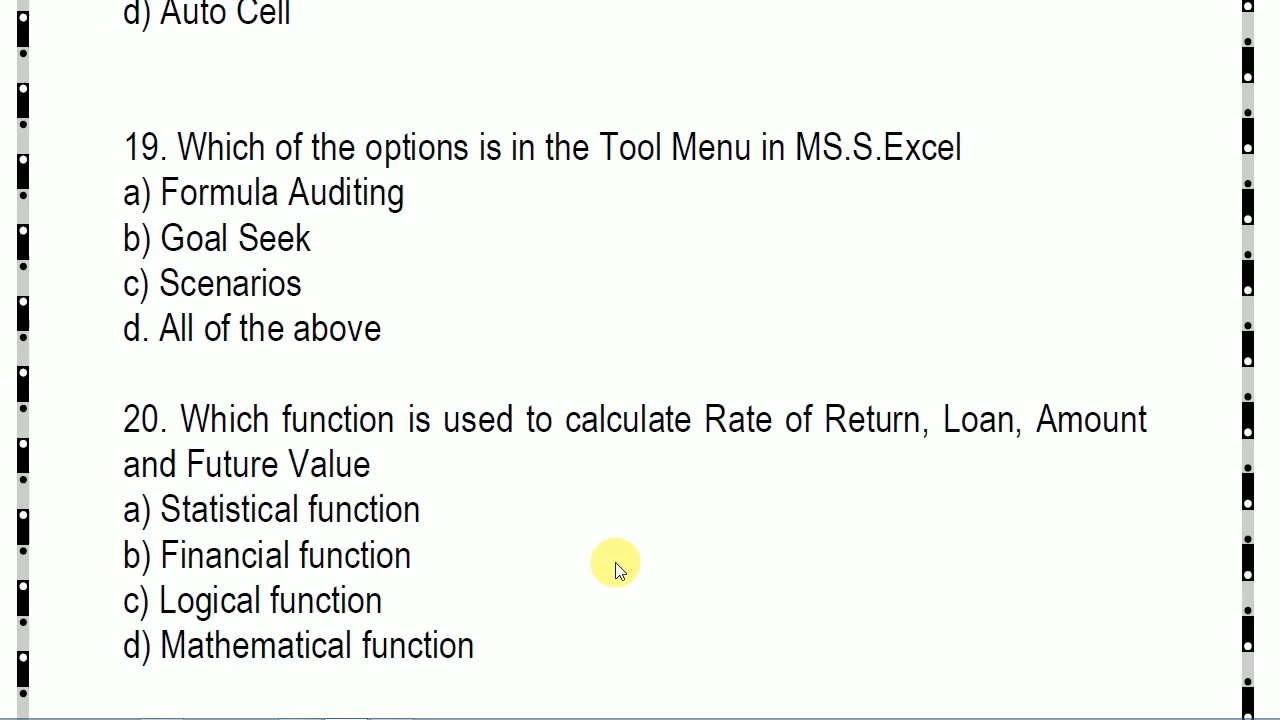 d) Auto Cell
19. Which of the options is in the Tool Menu in MS.S.Excel
a) Formula Auditing
b) Goal Seek
c) Scenarios
d. All of the above
20. Which function is used to calculate Rate of Return, Loan, Amount
and Future Value
a) Statistical function
b) Financial function
c) Logical function
d) Mathematical function